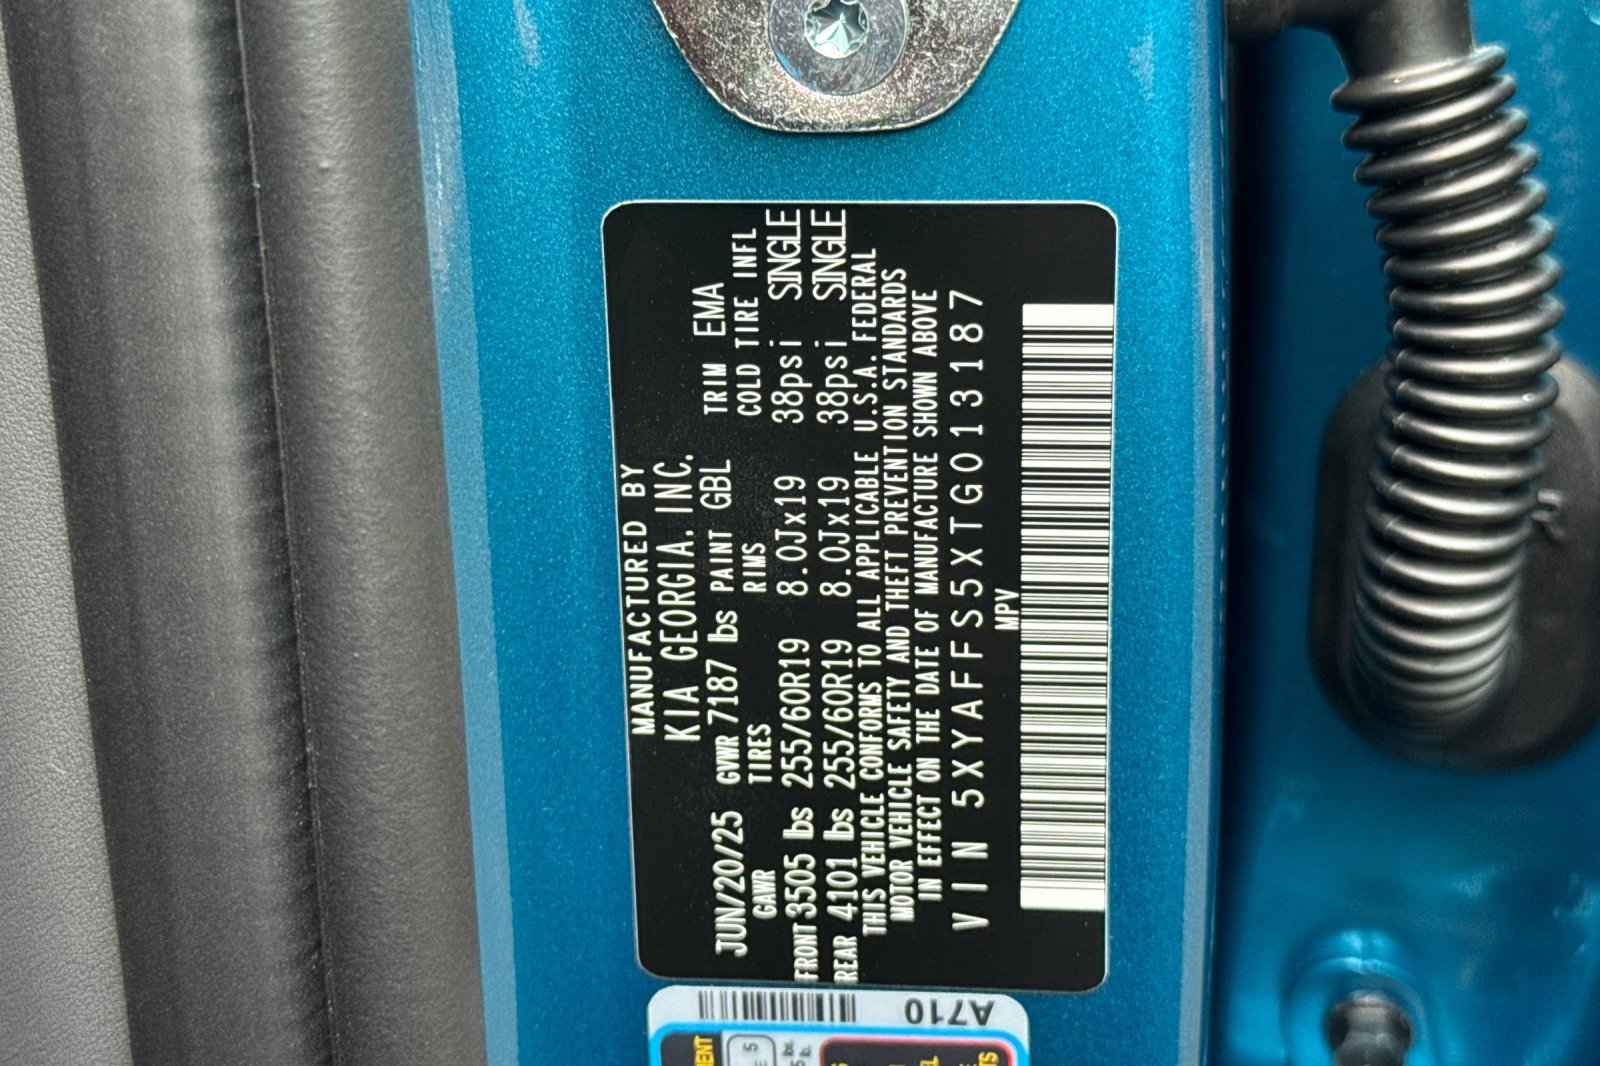 MANUFACTURED BY
KIA GEORGIA, INC.
JUN/20/25 GVWR 7187 lbs PAINT GBL TRIM EMA
GAWR TIRES RIMS COLD TIRE INFL
FRONT 3505 lbs 255/60R19 8.0Jx19 38psi SINGLE
REAR 4101 lbs 255/60R19 8.0Jx19 38psi SINGLE
THIS VEHICLE CONFORMS TO ALL APPLICABLE U.S.A. FEDERAL
MOTOR VEHICLE SAFETY AND THEFT PREVENTION STANDARDS
IN EFFECT ON THE DATE OF MANUFACTURE SHOWN ABOVE
VIN 5XYAFFS5XTG013187
MPV
A710